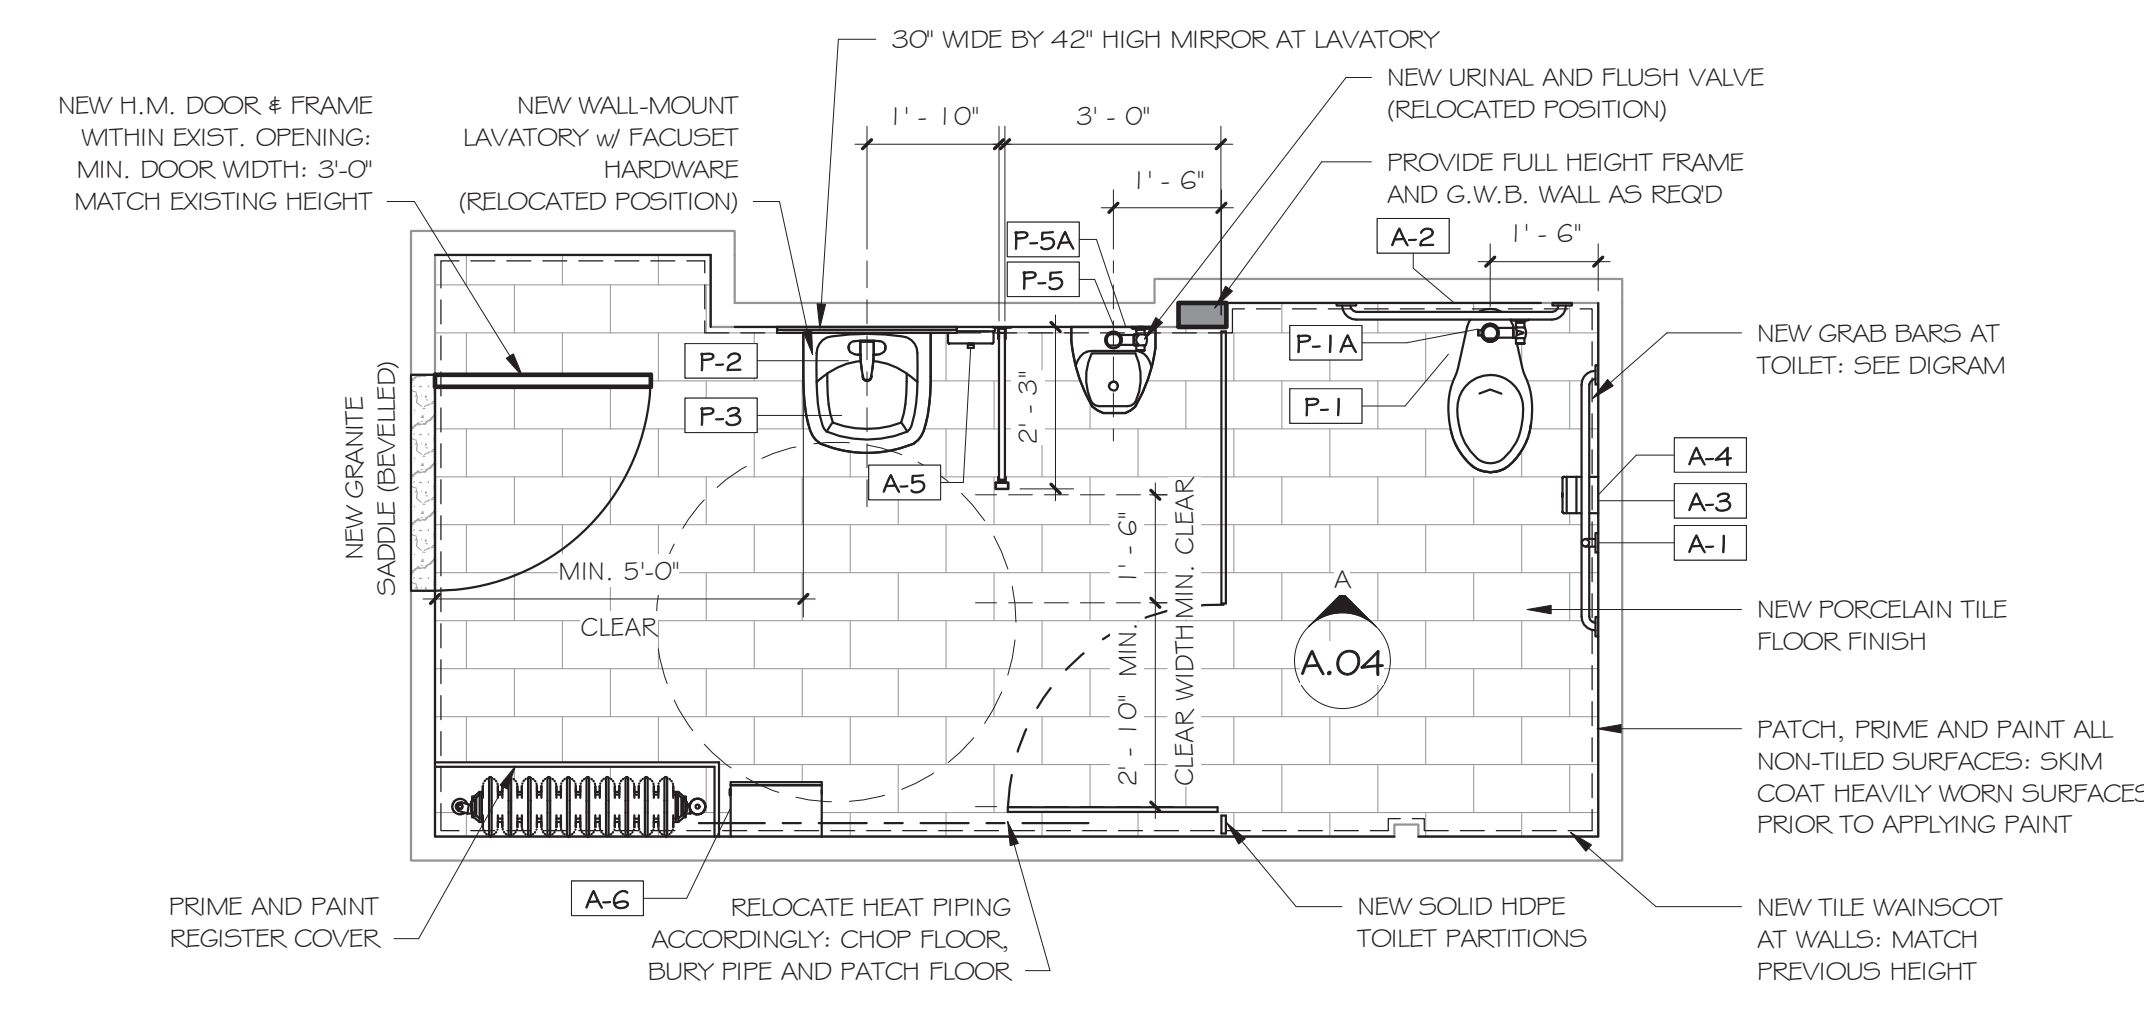 30" WIDE BY 42" HIGH MIRROR AT LAVATORY
NEW URINAL AND FLUSH VALVE
(RELOCATED POSITION)
NEW H.M. DOOR & FRAME
WITHIN EXIST. OPENING:
MIN. DOOR WIDTH: 3'-0"
MATCH EXISTING HEIGHT
NEW WALL-MOUNT
LAVATORY w/ FACUSET
HARDWARE
(RELOCATED POSITION)
1' - 10"
3' - 0"
1' - 6"
PROVIDE FULL HEIGHT FRAME
AND G.W.B. WALL AS REQ'D
P-5A
P-5
A-2
1' - 6"
P-2
P-3
A-5
2' - 3"
P-1A
P-1
NEW GRAB BARS AT
TOILET: SEE DIGRAM
A-4
A-3
A-1
NEW GRANITE
SADDLE (BEVELLED)
MIN. 5'-0"
CLEAR
1' - 6"
MIN. CLEAR
2' - 10" MIN.
CLEAR WIDTH
A
A.04
NEW PORCELAIN TILE
FLOOR FINISH
PATCH, PRIME AND PAINT ALL
NON-TILED SURFACES: SKIM
COAT HEAVILY WORN SURFACES
PRIOR TO APPLYING PAINT
PRIME AND PAINT
REGISTER COVER
A-6
RELOCATE HEAT PIPING
ACCORDINGLY: CHOP FLOOR,
BURY PIPE AND PATCH FLOOR
NEW SOLID HDPE
TOILET PARTITIONS
NEW TILE WAINSCOT
AT WALLS: MATCH
PREVIOUS HEIGHT